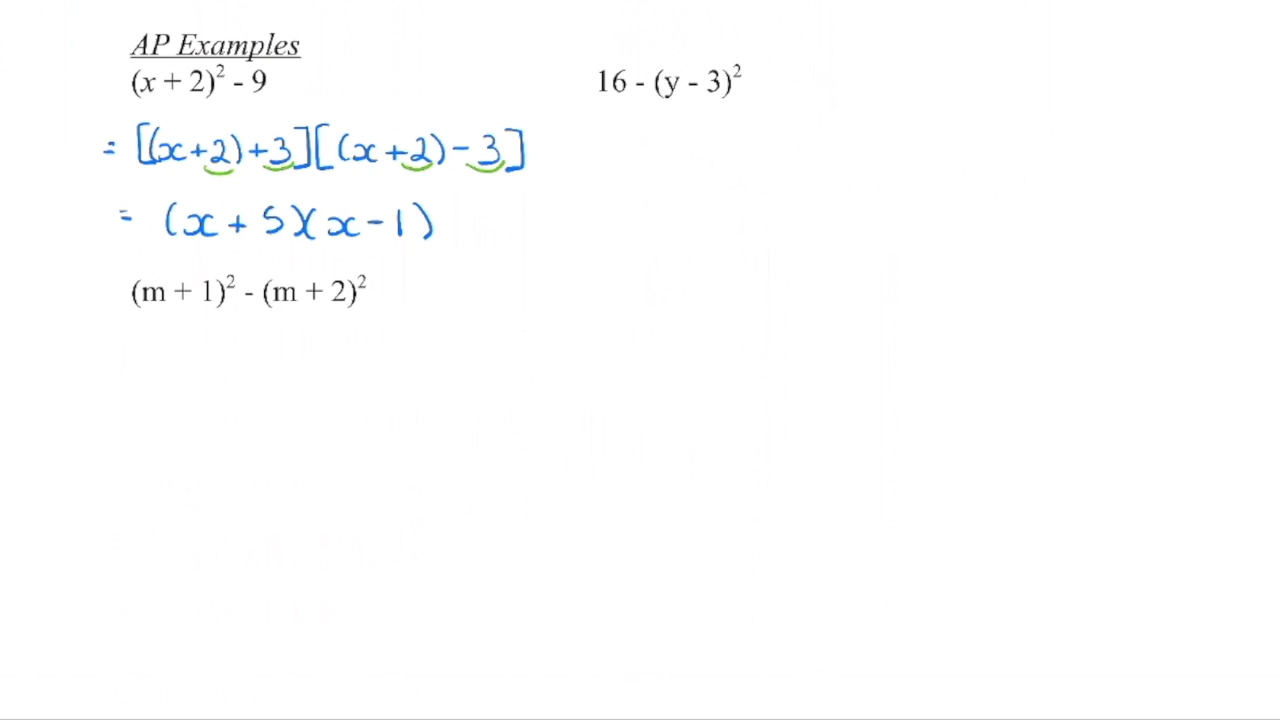 AP Examples
(x + 2)² - 9
16 - (y - 3)²
= [(x+2)+3][(x+2)-3]
= (x + 5)(x - 1)
(m + 1)² - (m + 2)²